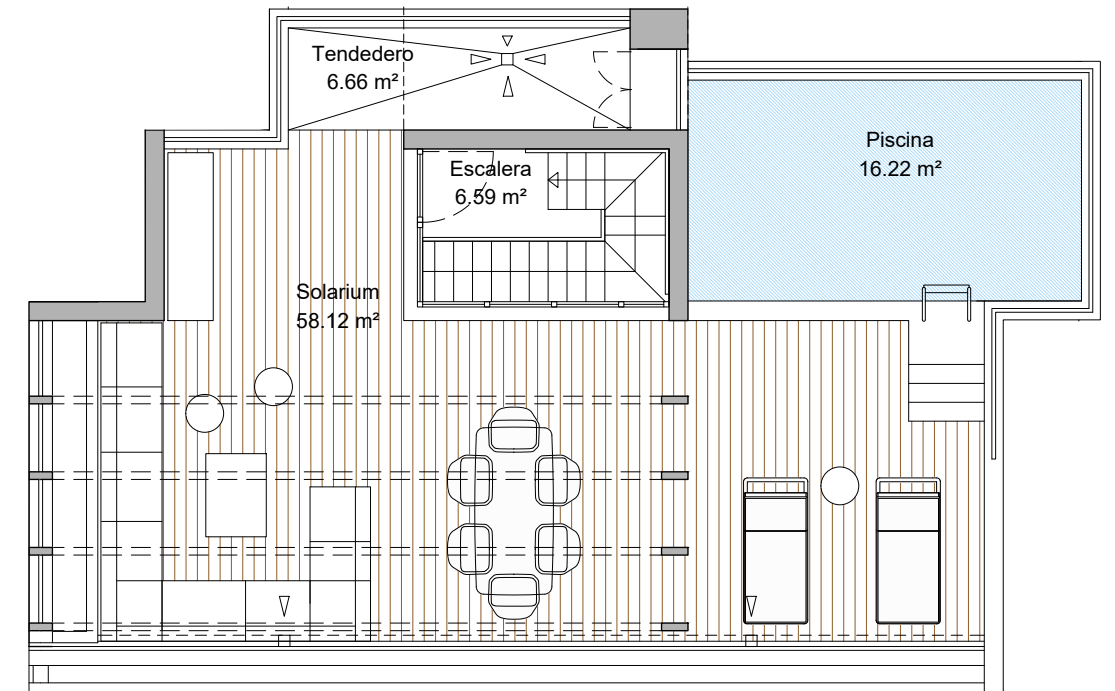 Tendedero
6.66 m²
Piscina
16.22 m²
Escalera
6.59 m²
Solarium
58.12 m²